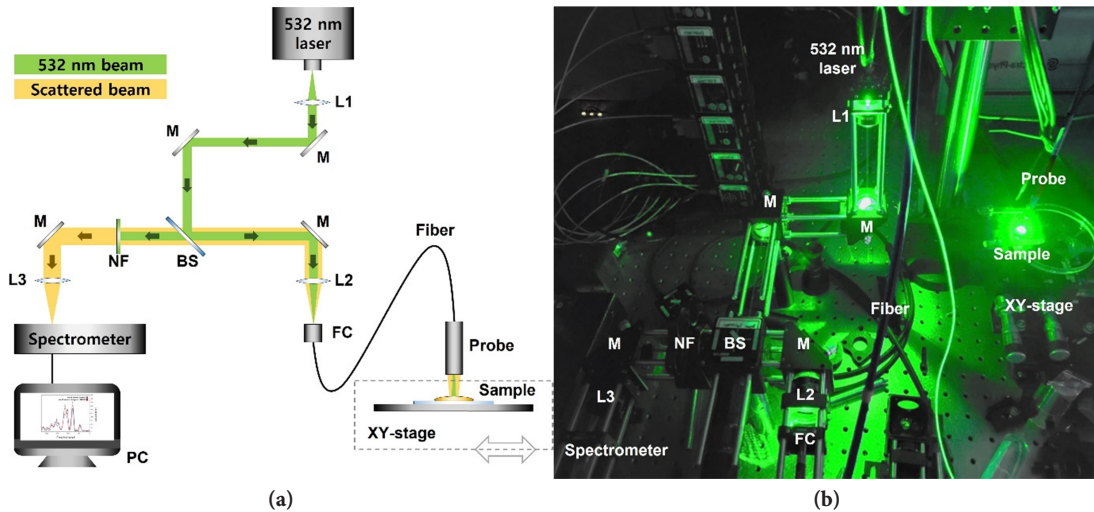 532 nm
laser
532 nm beam
Scattered beam
L1
M
M
M
M
NF
BS
L3
L2
Fiber
FC
Spectrometer
Probe
Sample
XY-stage
PC
(a)
532 nm
laser
L1
Probe
M
M
Sample
Fiber
XY-stage
M
NF
BS
M
L3
L2
FC
Spectrometer
(b)